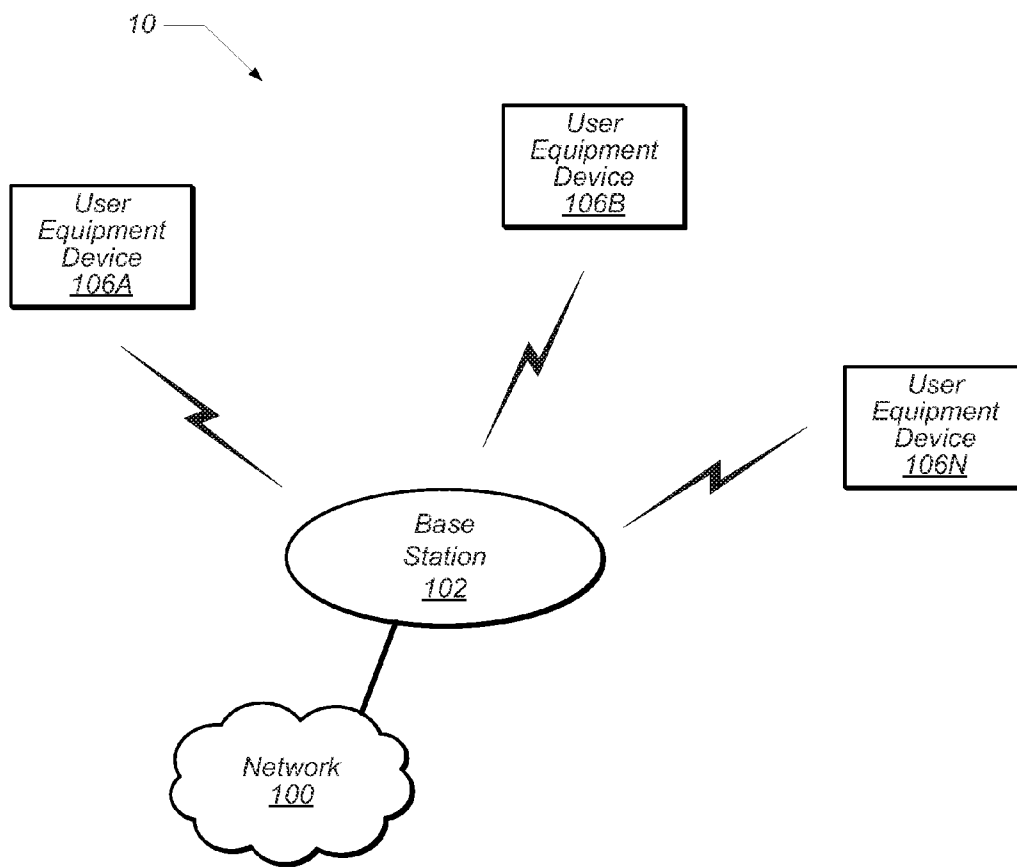 10
User
Equipment
Device
106A
User
Equipment
Device
106B
User
Equipment
Device
106N
Base
Station
102
Network
100